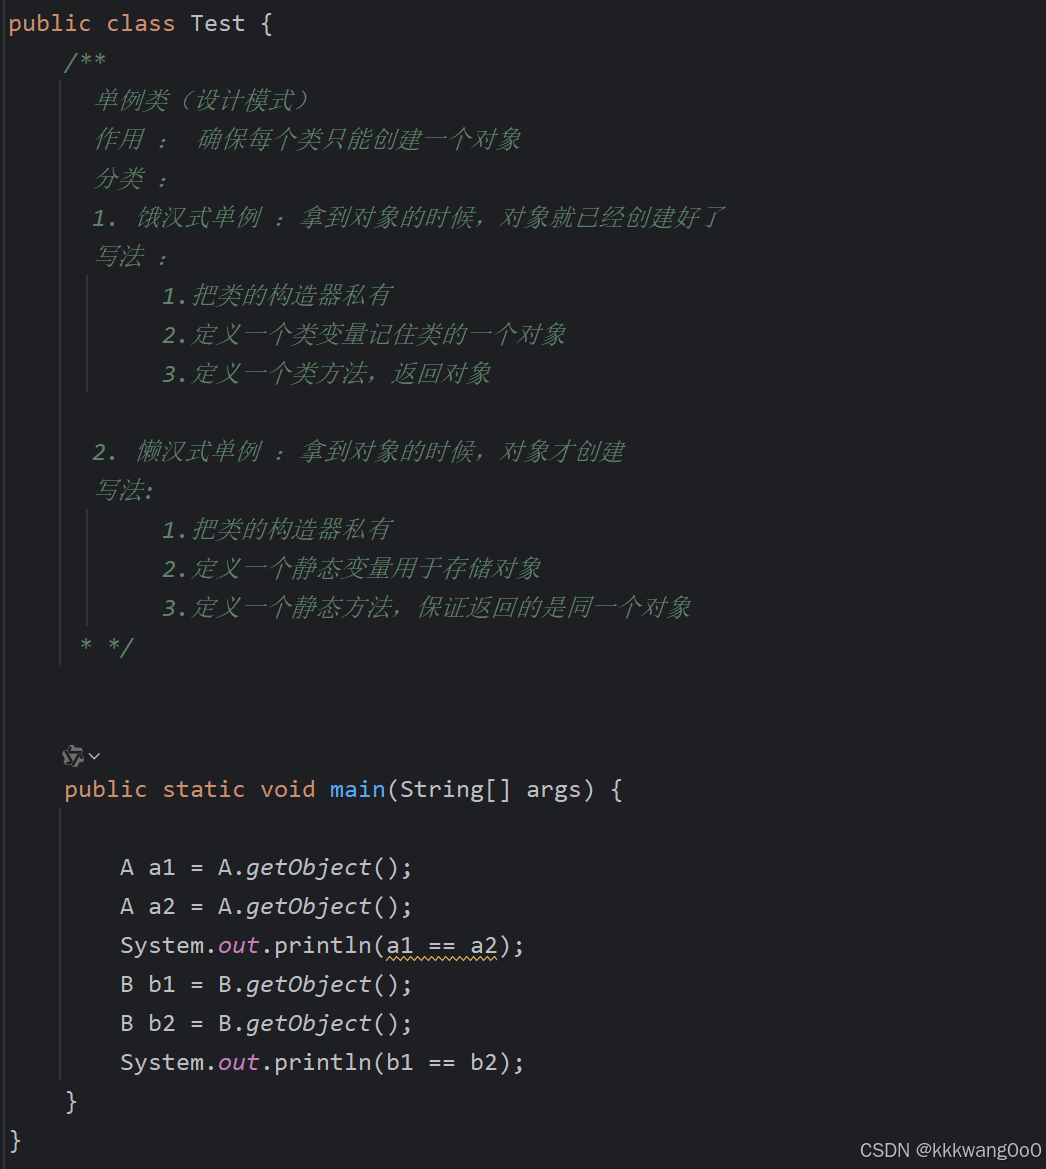 public class Test {
/**
单例类（设计模式）
作用 ： 确保每个类只能创建一个对象
分类 ：
1. 饿汉式单例 ：拿到对象的时候，对象就已经创建好了
写法 ：
1.把类的构造器私有
2.定义一个类变量记住类的一个对象
3.定义一个类方法，返回对象
2. 懒汉式单例 ：拿到对象的时候，对象才创建
写法:
1.把类的构造器私有
2.定义一个静态变量用于存储对象
3.定义一个静态方法，保证返回的是同一个对象
* */
public static void main(String[] args) {
A a1 = A.getObject();
A a2 = A.getObject();
System.out.println(a1 == a2);
B b1 = B.getObject();
B b2 = B.getObject();
System.out.println(b1 == b2);
}
}
CSDN @kkkwang0o0